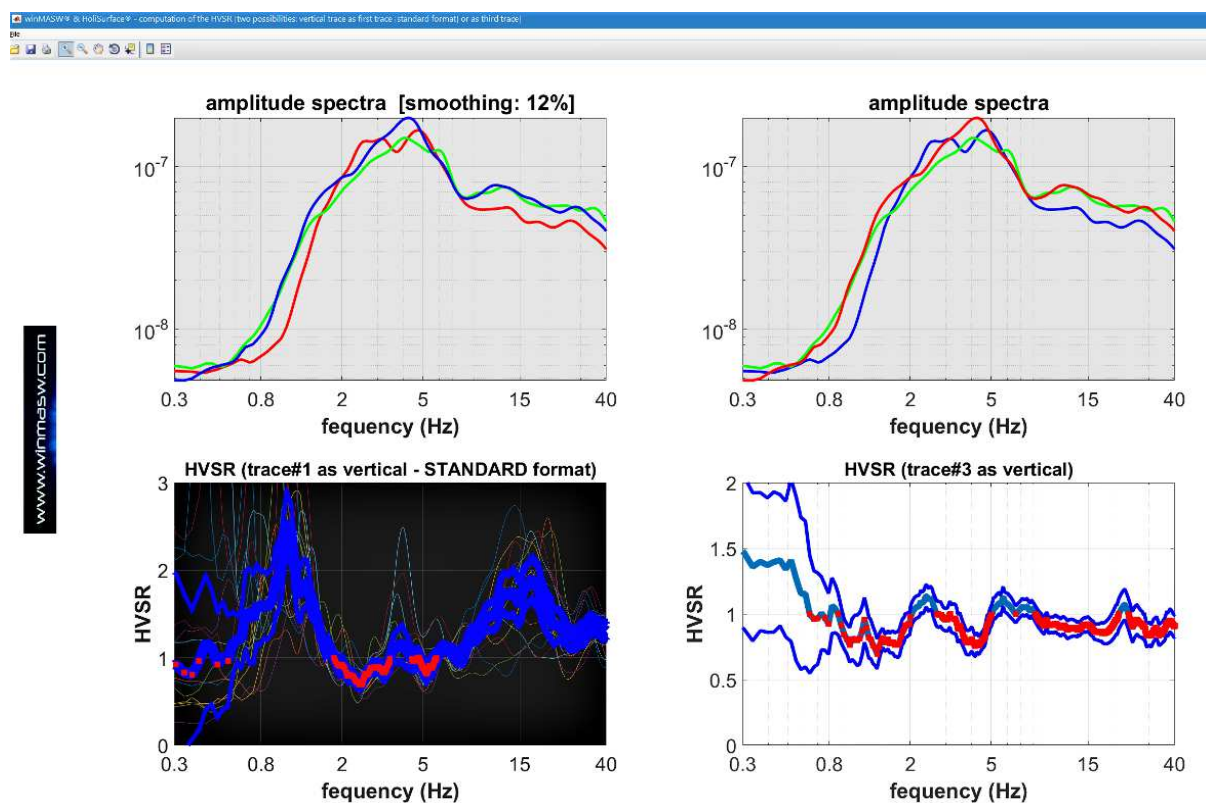 winMASW® & HoliSurface® - computation of the HVSR (two possibilities: vertical trace as first trace (standard format) or as third trace)
File
amplitude spectra [smoothing: 12%]
10-7
10-8
0.3 0.8 2 5 15 40
fequency (Hz)
amplitude spectra
10-7
10-8
0.3 0.8 2 5 15 40
fequency (Hz)
www.winmasw.com
HVSR (trace#1 as vertical - STANDARD format)
HVSR
3
2
1
0
0.3 0.8 2 5 15 40
fequency (Hz)
HVSR (trace#3 as vertical)
HVSR
2
1.5
1
0.5
0
0.3 0.8 2 5 15 40
fequency (Hz)